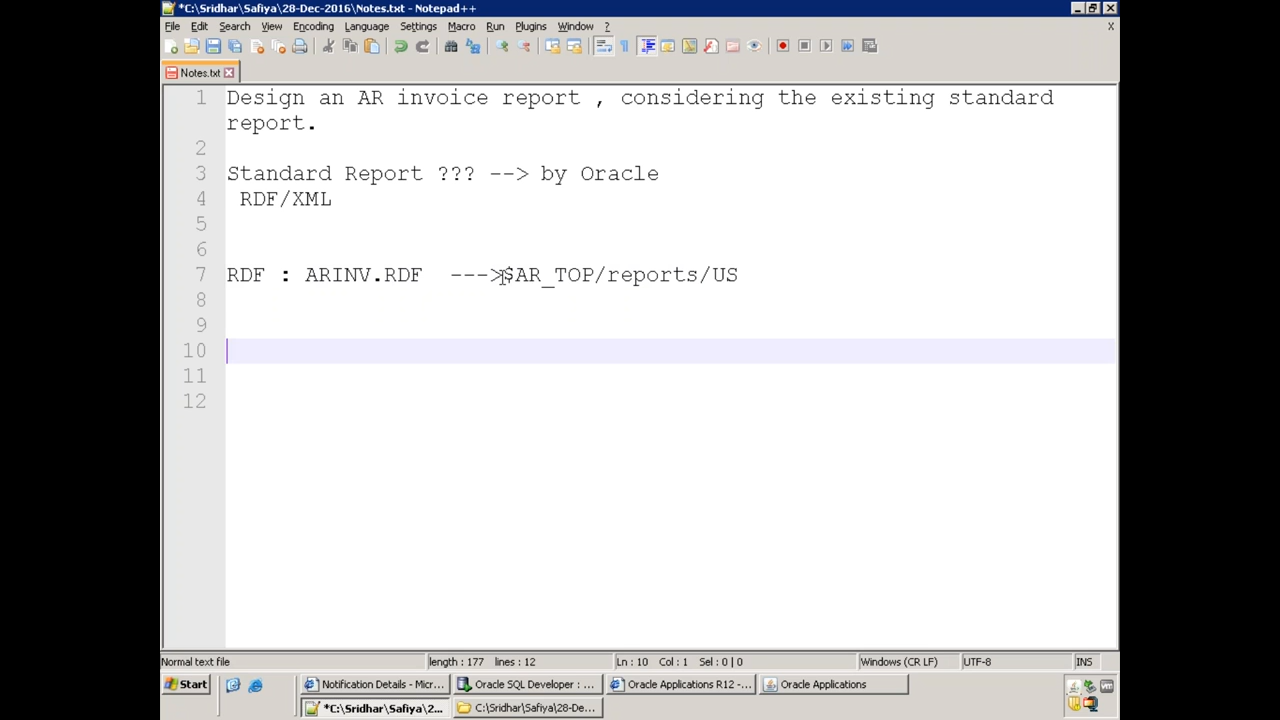 *C:\Sridhar\Safiya\28-Dec-2016\Notes.txt - Notepad++
File Edit Search View Encoding Language Settings Macro Run Plugins Window ? X
Notes.txt
1 Design an AR invoice report , considering the existing standard
report.
2
3 Standard Report ??? --> by Oracle
4 RDF/XML
5
6
7 RDF : ARINV.RDF --->$AR_TOP/reports/US
8
9
10
11
12
Normal text file length : 177 lines : 12 Ln : 10 Col : 1 Sel : 0 | 0 Windows (CR LF) UTF-8 INS
Start Notification Details - Micr... Oracle SQL Developer : ... Oracle Applications R12 -... Oracle Applications
*C:\Sridhar\Safiya\2... C:\Sridhar\Safiya\28-De...